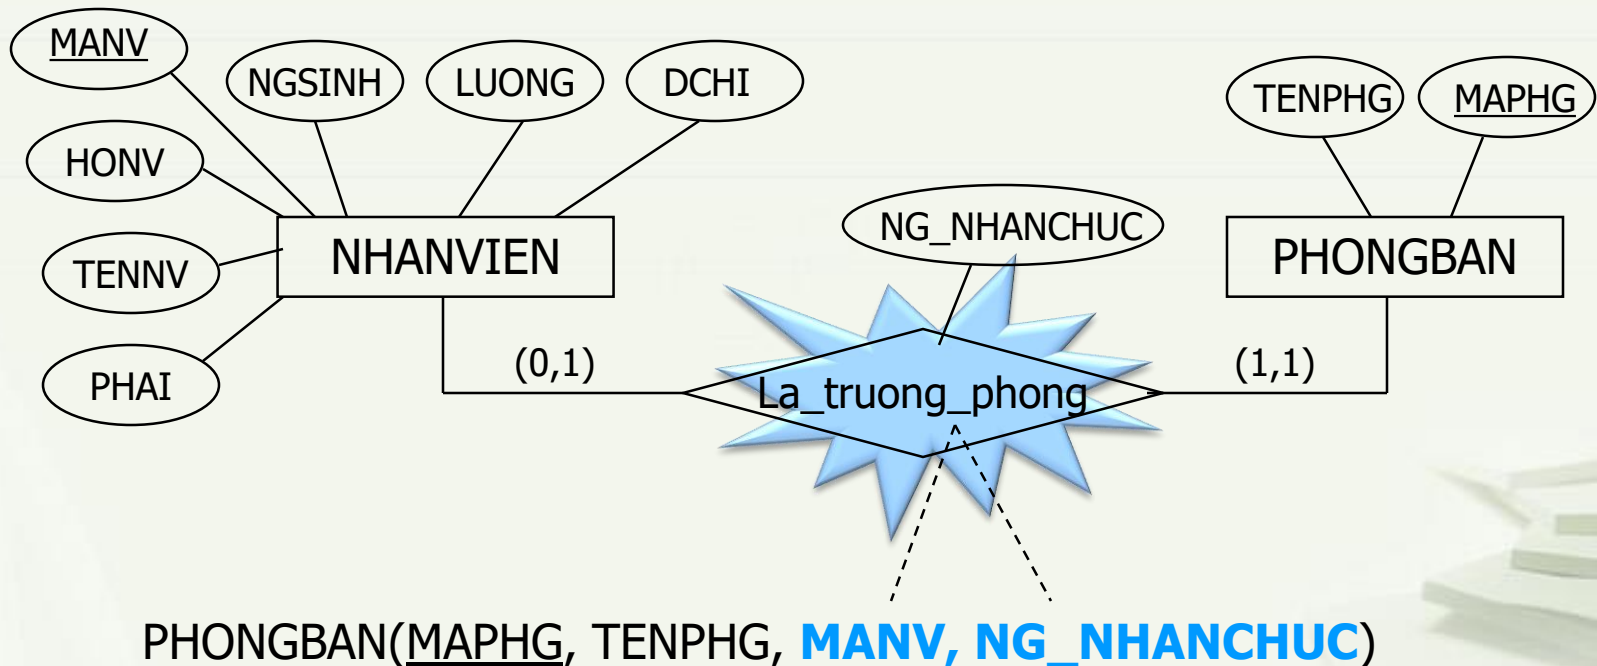 MANV
NGSINH
LUONG
DCHI
TENPHG
MAPHG
HONV
NG_NHANCHUC
TENNV
NHANVIEN
PHONGBAN
PHAI
(0,1)
La_truong_phong
(1,1)
PHONGBAN(MAPHG, TENPHG, MANV, NG_NHANCHUC)